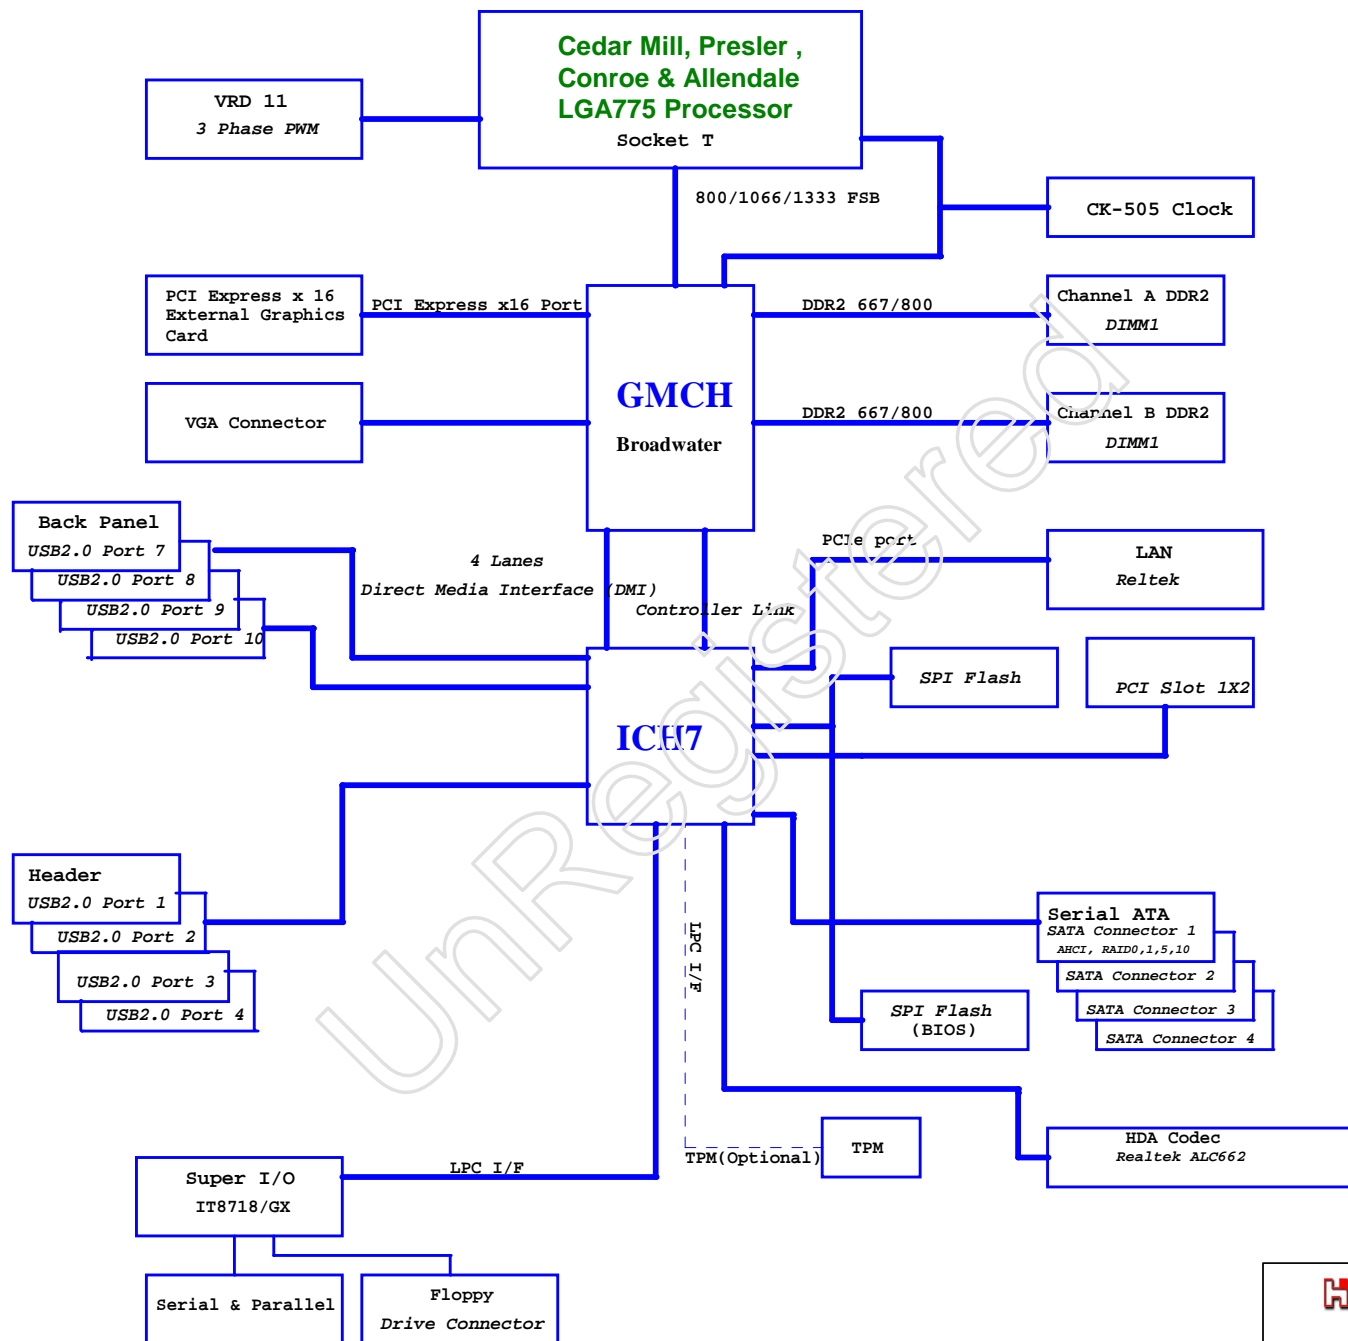 Cedar Mill, Presler ,
Conroe & Allendale
LGA775 Processor
Socket T
VRD 11
3 Phase PWM
800/1066/1333 FSB
CK-505 Clock
PCI Express x 16
External Graphics
Card
PCI Express x16 Port
DDR2 667/800
Channel A DDR2
DIMM1
GMCH
Broadwater
VGA Connector
DDR2 667/800
Channel B DDR2
DIMM1
Back Panel
USB2.0 Port 7
USB2.0 Port 8
USB2.0 Port 9
USB2.0 Port 10
4 Lanes
Direct Media Interface (DMI)
Controller Link
PCIe port
LAN
Reltek
SPI Flash
PCI Slot 1X2
ICH7
Header
USB2.0 Port 1
USB2.0 Port 2
USB2.0 Port 3
USB2.0 Port 4
LPC I/F
Serial ATA
SATA Connector 1
AHCI, RAID0,1,5,10
SATA Connector 2
SATA Connector 3
SATA Connector 4
SPI Flash
(BIOS)
TPM(Optional)
TPM
HDA Codec
Realtek ALC662
LPC I/F
Super I/O
IT8718/GX
Serial & Parallel
Floppy
Drive Connector
UnRegistered
H